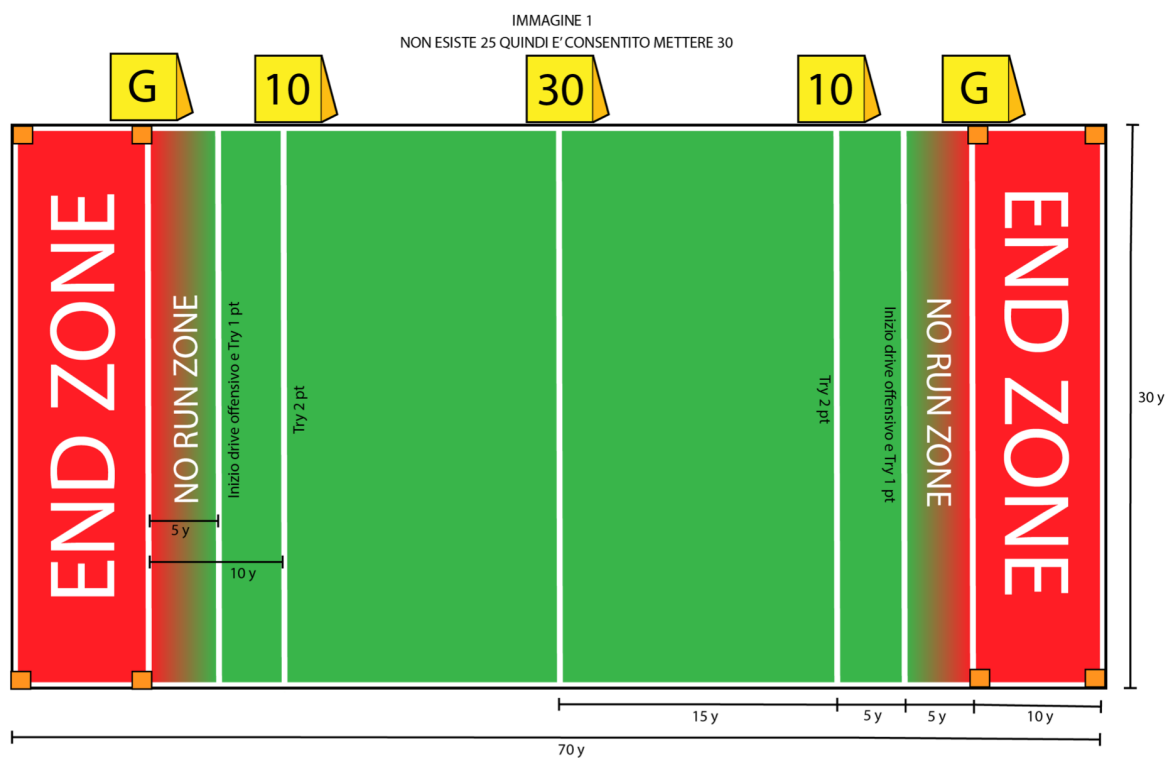 IMMAGINE 1
NON ESISTE 25 QUINDI E' CONSENTITO METTERE 30
G
10
30
10
G
END ZONE
NO RUN ZONE
Inizio drive offensivo e Try 1 pt
Try 2 pt
Try 2 pt
Inizio drive offensivo e Try 1 pt
NO RUN ZONE
END ZONE
30 y
5 y
10 y
15 y
5 y
5 y
10 y
70 y